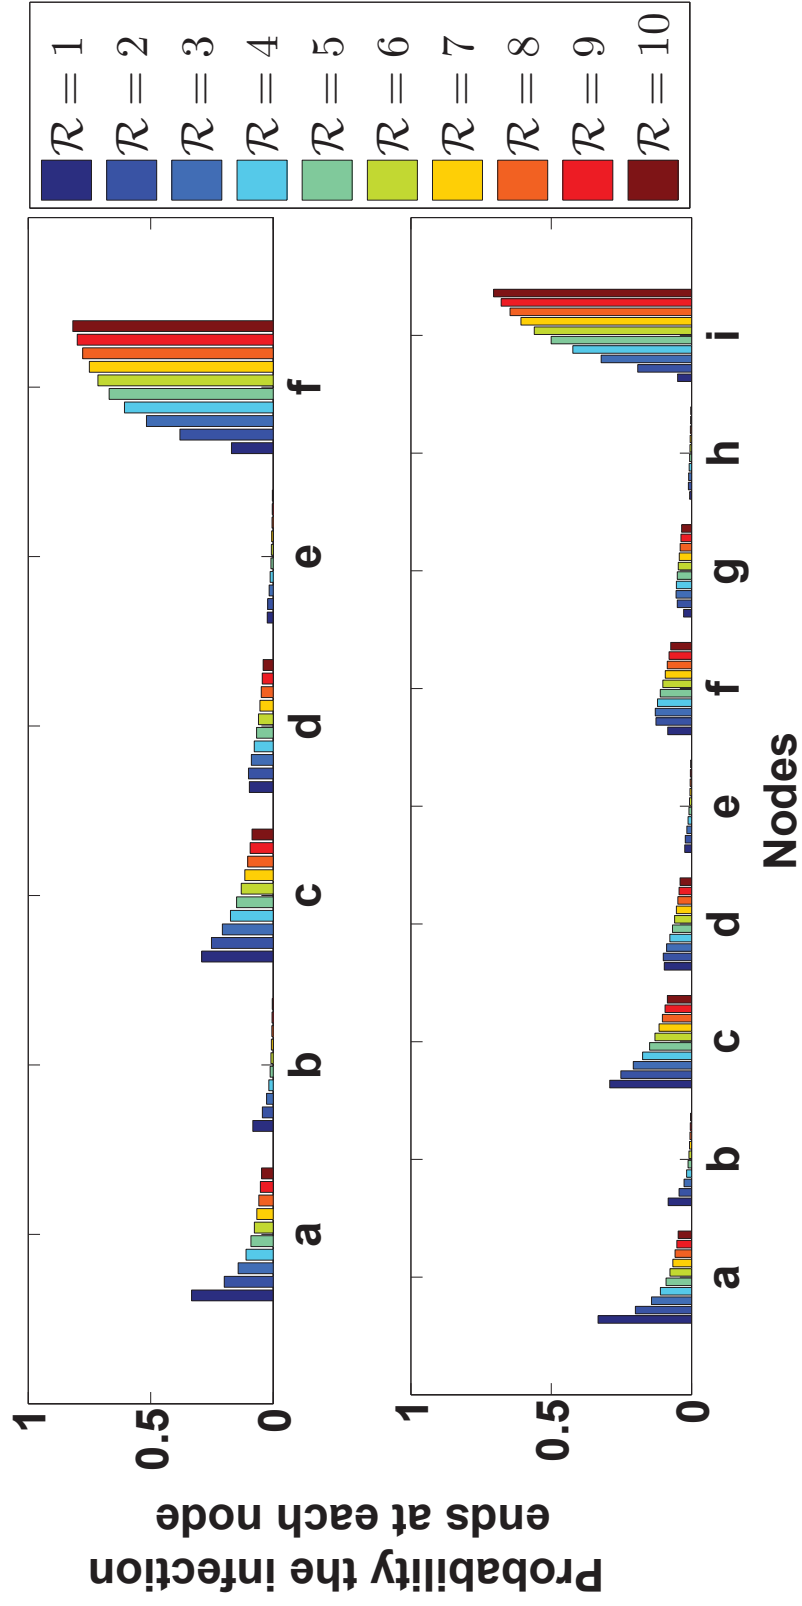 Probability the infection
ends at each node
1
0.5
0
a b c d e f
1
0.5
0
a b c d e f g h i
Nodes
ℛ = 1
ℛ = 2
ℛ = 3
ℛ = 4
ℛ = 5
ℛ = 6
ℛ = 7
ℛ = 8
ℛ = 9
ℛ = 10